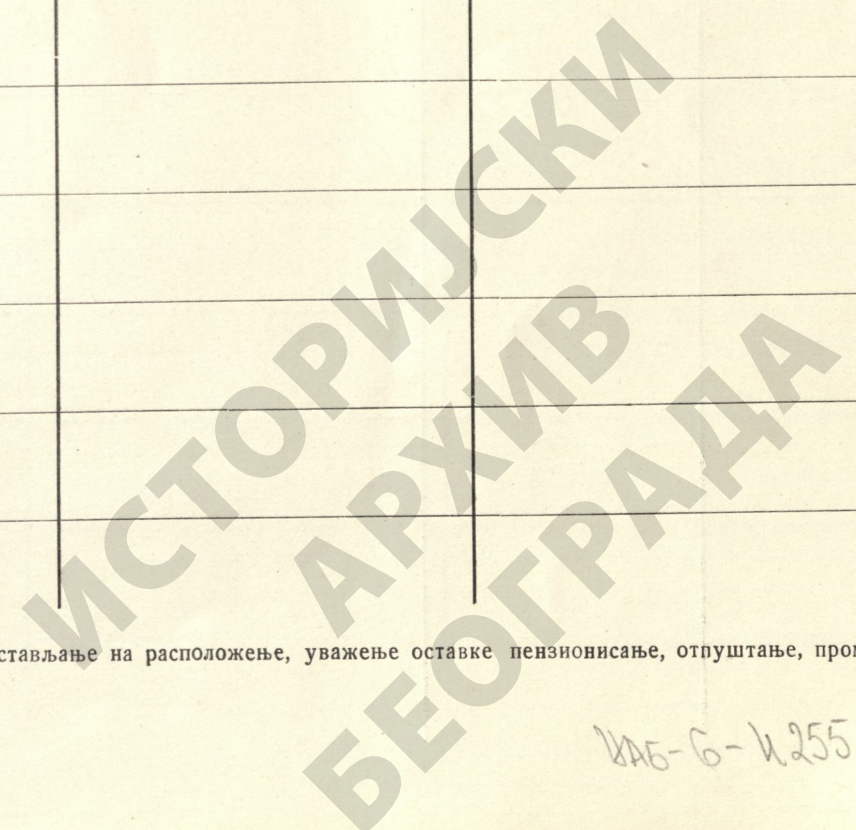 ИСТОРИЈСКИ
АРХИВ
БЕОГРАДА
стављање на расположење, уважење оставке пензионисање, отпуштање, пром
ИАБ-6-И255